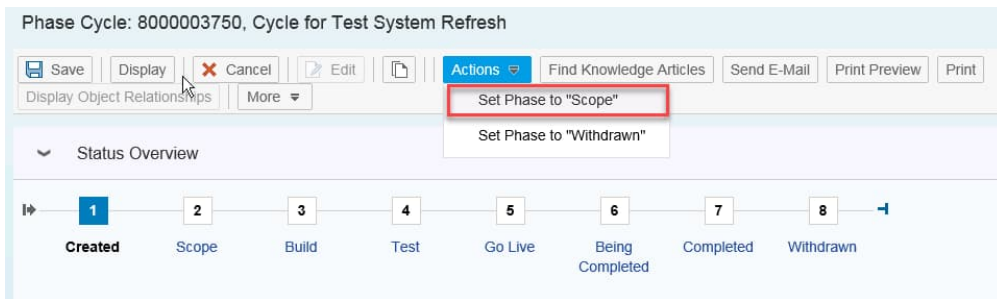 Phase Cycle: 8000003750, Cycle for Test System Refresh
Save Display Cancel Edit Actions Find Knowledge Articles Send E-Mail Print Preview Print
Display Object Relationships More
Set Phase to "Scope"
Set Phase to "Withdrawn"
Status Overview
1 2 3 4 5 6 7 8
Created Scope Build Test Go Live Being Completed Withdrawn
Completed